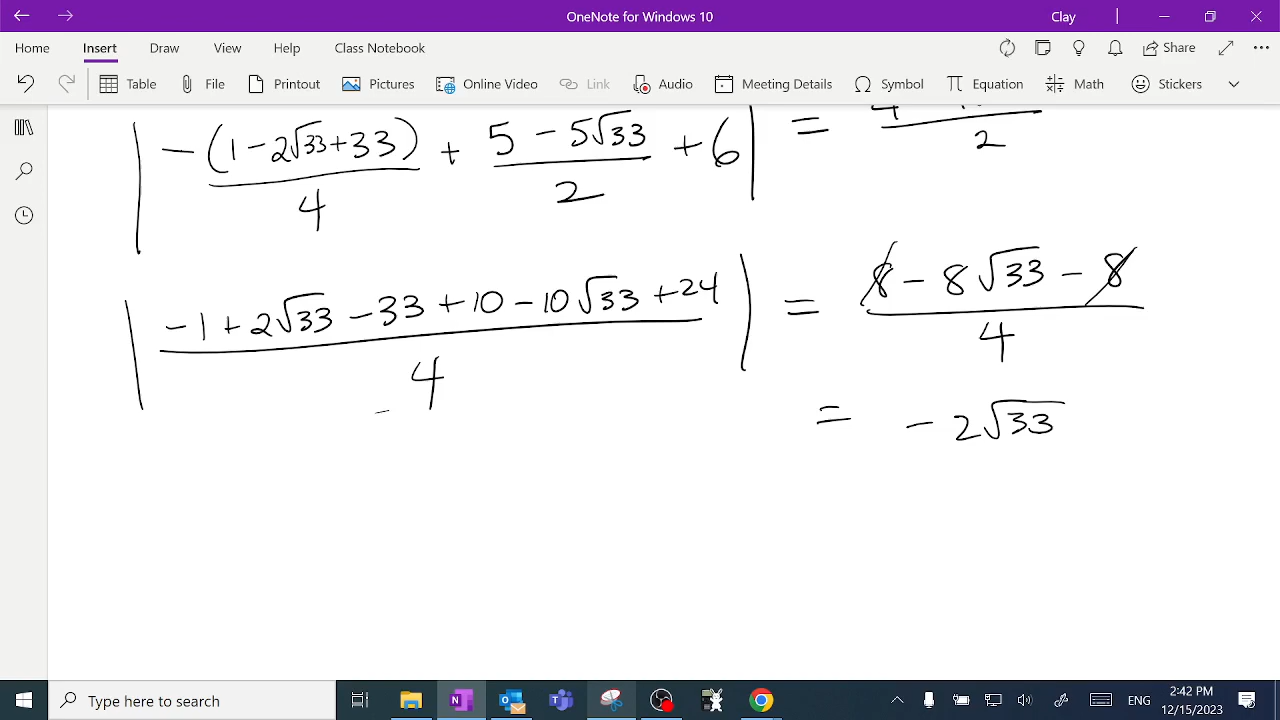 OneNote for Windows 10
Clay
Home Insert Draw View Help Class Notebook Share
Table File Printout Pictures Online Video Link Audio Meeting Details Symbol Equation Math Stickers
|-(1-2√33+33)/4 + (5-5√33)/2 + 6| = /2
|(-1+2√33-33+10-10√33+24)/4| = (8-8√33-8)/4
= -2√33
Type here to search
ENG
2:42 PM
12/15/2023